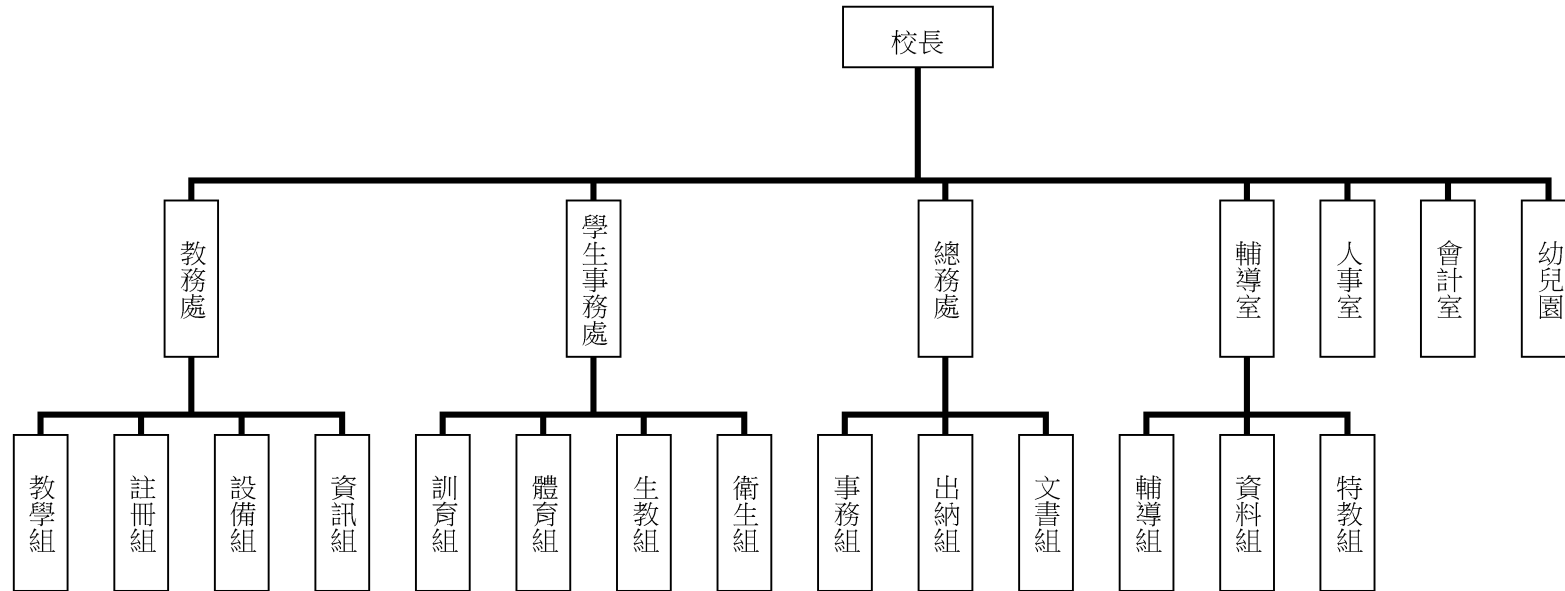 校長
教務處
學生事務處
總務處
輔導室
人事室
會計室
幼兒園
教學組
註冊組
設備組
資訊組
訓育組
體育組
生教組
衛生組
事務組
出納組
文書組
輔導組
資料組
特教組